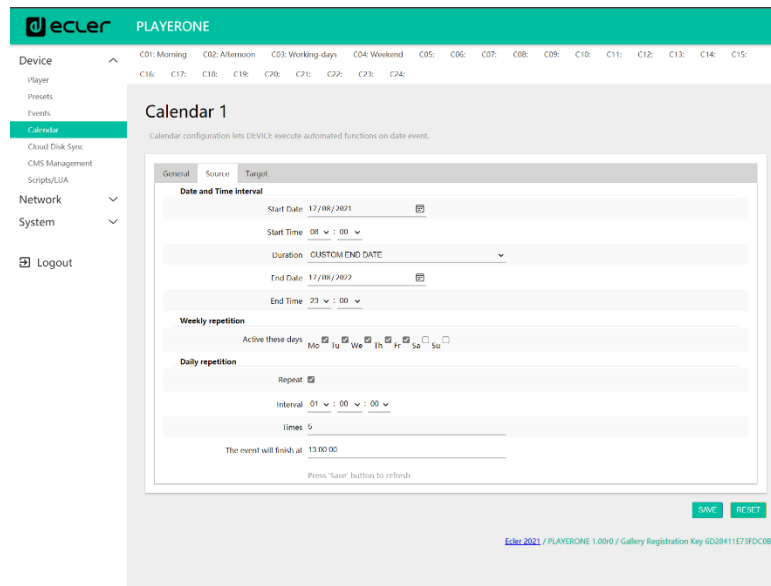 ecler PLAYERONE
Device
Player
Presets
Events
Calendar
Cloud Disk Sync
CMS Management
Scripts/LUA
Network
System
Logout
C01: Morning C02: Afternoon C03: Working-days C04: Weekend C05: C06: C07: C08: C09: C10: C11: C12: C13: C14: C15:
C16: C17: C18: C19: C20: C21: C22: C23: C24:
Calendar 1
Calendar configuration lets DEVICE execute automated functions on date event.
General Source Target
Date and Time interval
Start Date 17/08/2021
Start Time 08 : 00
Duration CUSTOM END DATE
End Date 17/08/2022
End Time 23 : 00
Weekly repetition
Active these days Mo Tu We Th Fr Sa Su
Daily repetition
Repeat
Interval 01 : 00 : 00
Times 5
The event will finish at 13:00:00
Press 'Save' button to refresh
SAVE RESET
Ecler 2021 / PLAYERONE 1.00r0 / Gallery Registration Key 6D28411E73FDC0B